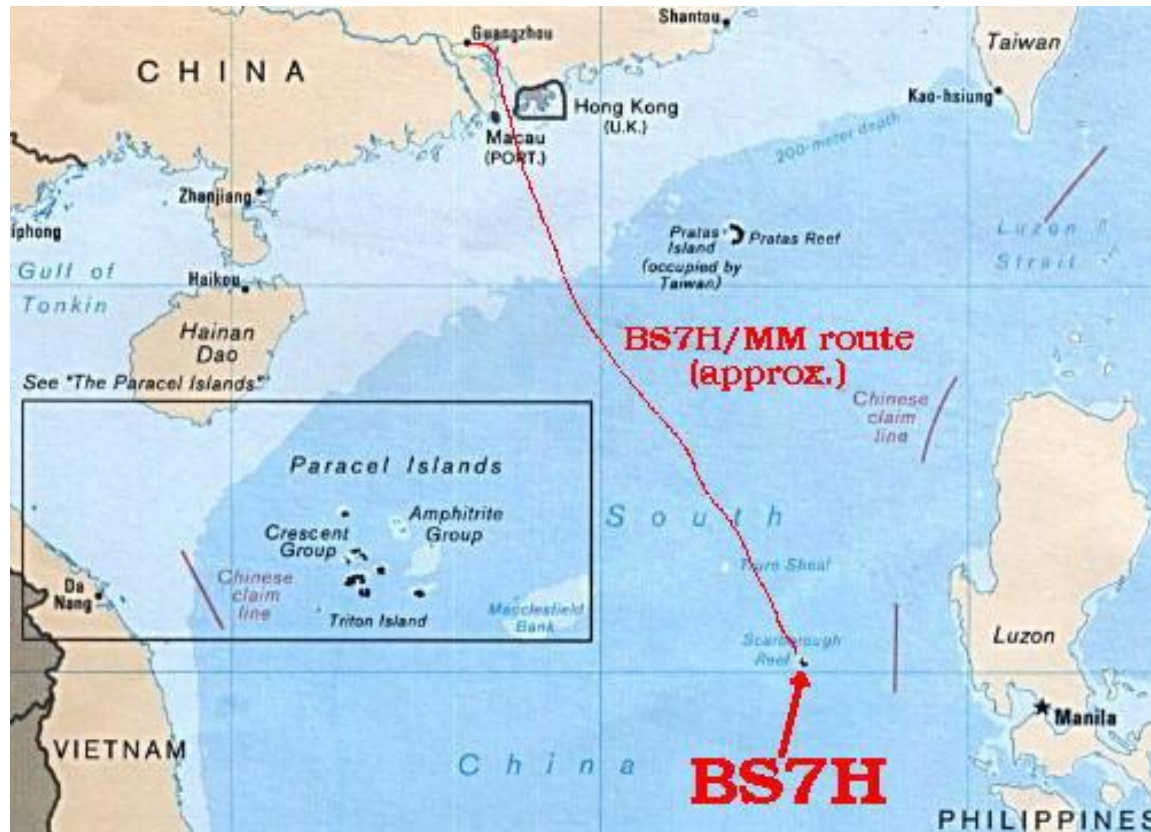 Shantou
Guangzhou
Taiwan
CHINA
Kao-hsiung
Hong Kong
(U.K.)
Macau
(PORT.)
200-meter depth
Zhanjiang
iphong
Pratas
Island
(occupied by
Taiwan)
Pratas Reef
Luzon
Strait
Gulf of
Tonkin
Haikou
Hainan
Dao
BS7H/MM route
(approx.)
See "The Paracel Islands."
Chinese
claim
line
Paracel Islands
Amphitrite
Group
Crescent
Group
South
Da
Nang
Chinese
claim
line
Triton Island
Macclesfield
Bank
Scarborough
Reef
Luzon
Manila
VIETNAM
China
BS7H
PHILIPPINES